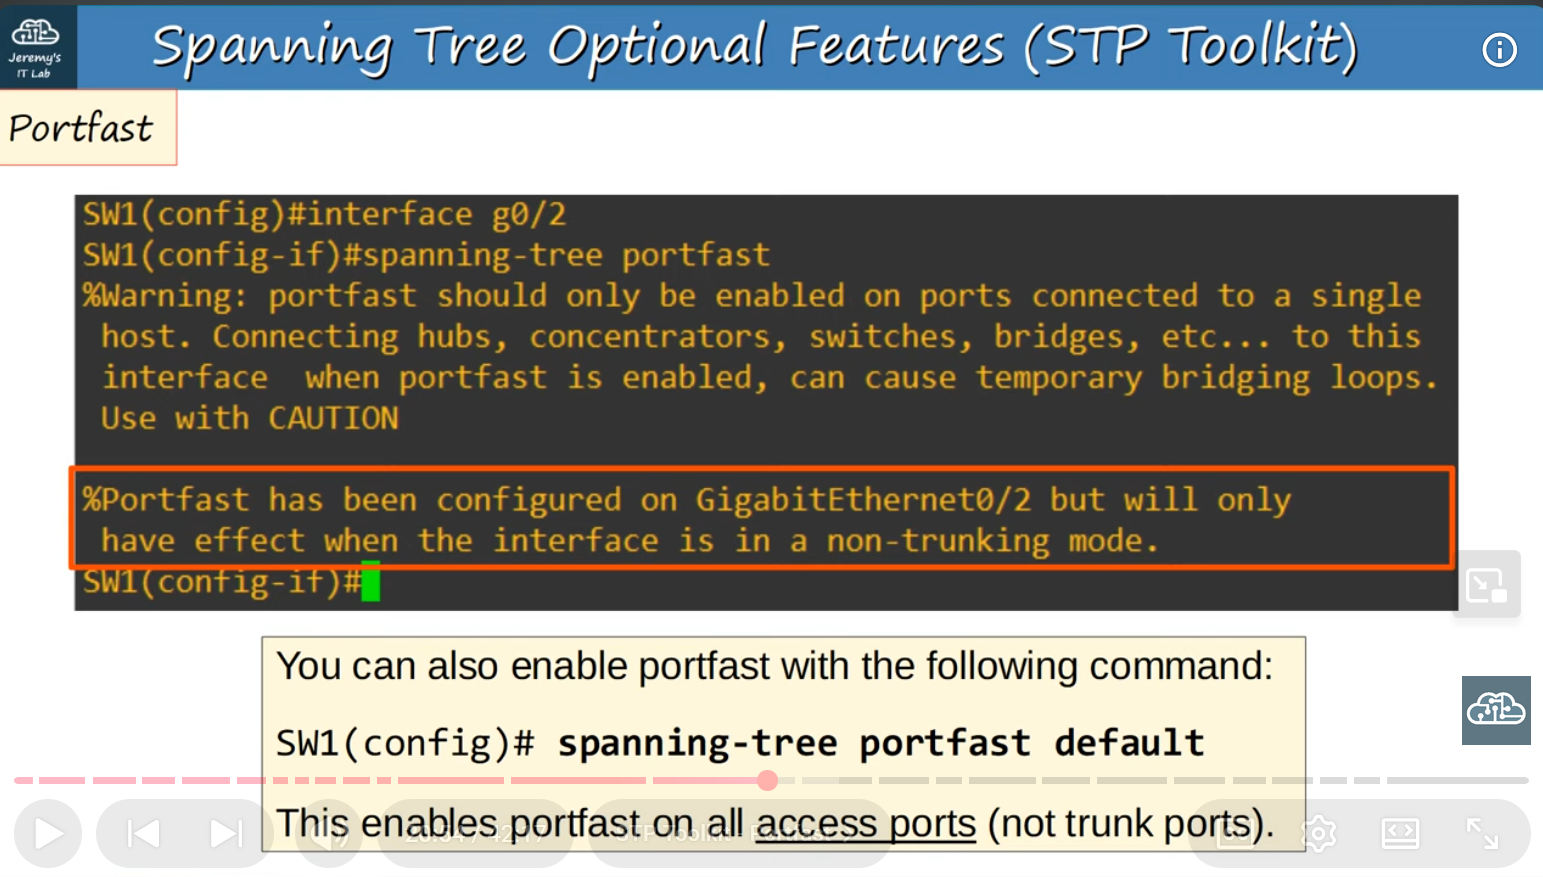 Jeremy's
IT Lab
Spanning Tree Optional Features (STP Toolkit)
Portfast
SW1(config)#interface g0/2
SW1(config-if)#spanning-tree portfast
%Warning: portfast should only be enabled on ports connected to a single
host. Connecting hubs, concentrators, switches, bridges, etc... to this
interface  when portfast is enabled, can cause temporary bridging loops.
Use with CAUTION
%Portfast has been configured on GigabitEthernet0/2 but will only
have effect when the interface is in a non-trunking mode.
SW1(config-if)#
You can also enable portfast with the following command:
SW1(config)# spanning-tree portfast default
This enables portfast on all access ports (not trunk ports).